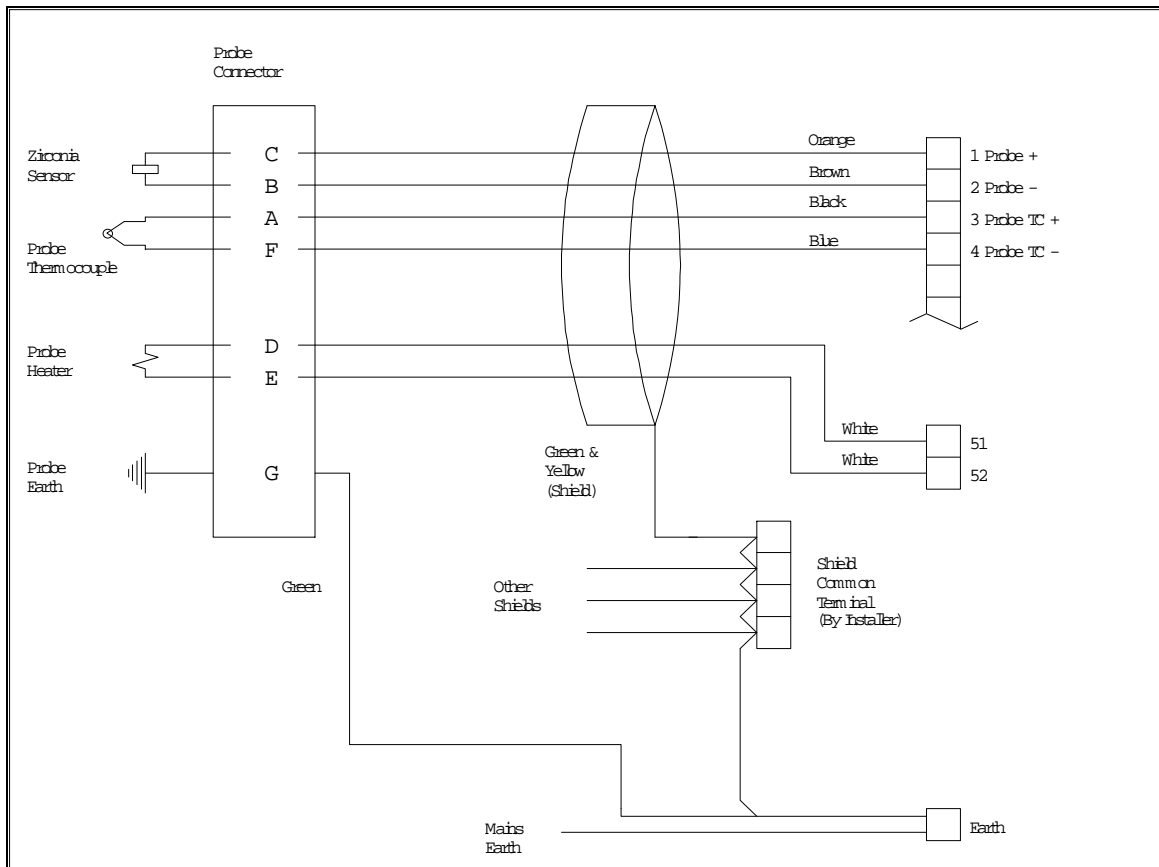 Probe
Connector
Zirconia
Sensor
C
Orange
1 Probe +
B
Brown
2 Probe -
A
Black
3 Probe TC +
Probe
Thermocouple
F
Blue
4 Probe TC -
Probe
Heater
D
E
White
51
White
52
Green &
Yellow
(Shield)
Probe
Earth
G
Green
Other
Shields
Shield
Common
Terminal
(By Installer)
Mains
Earth
Earth